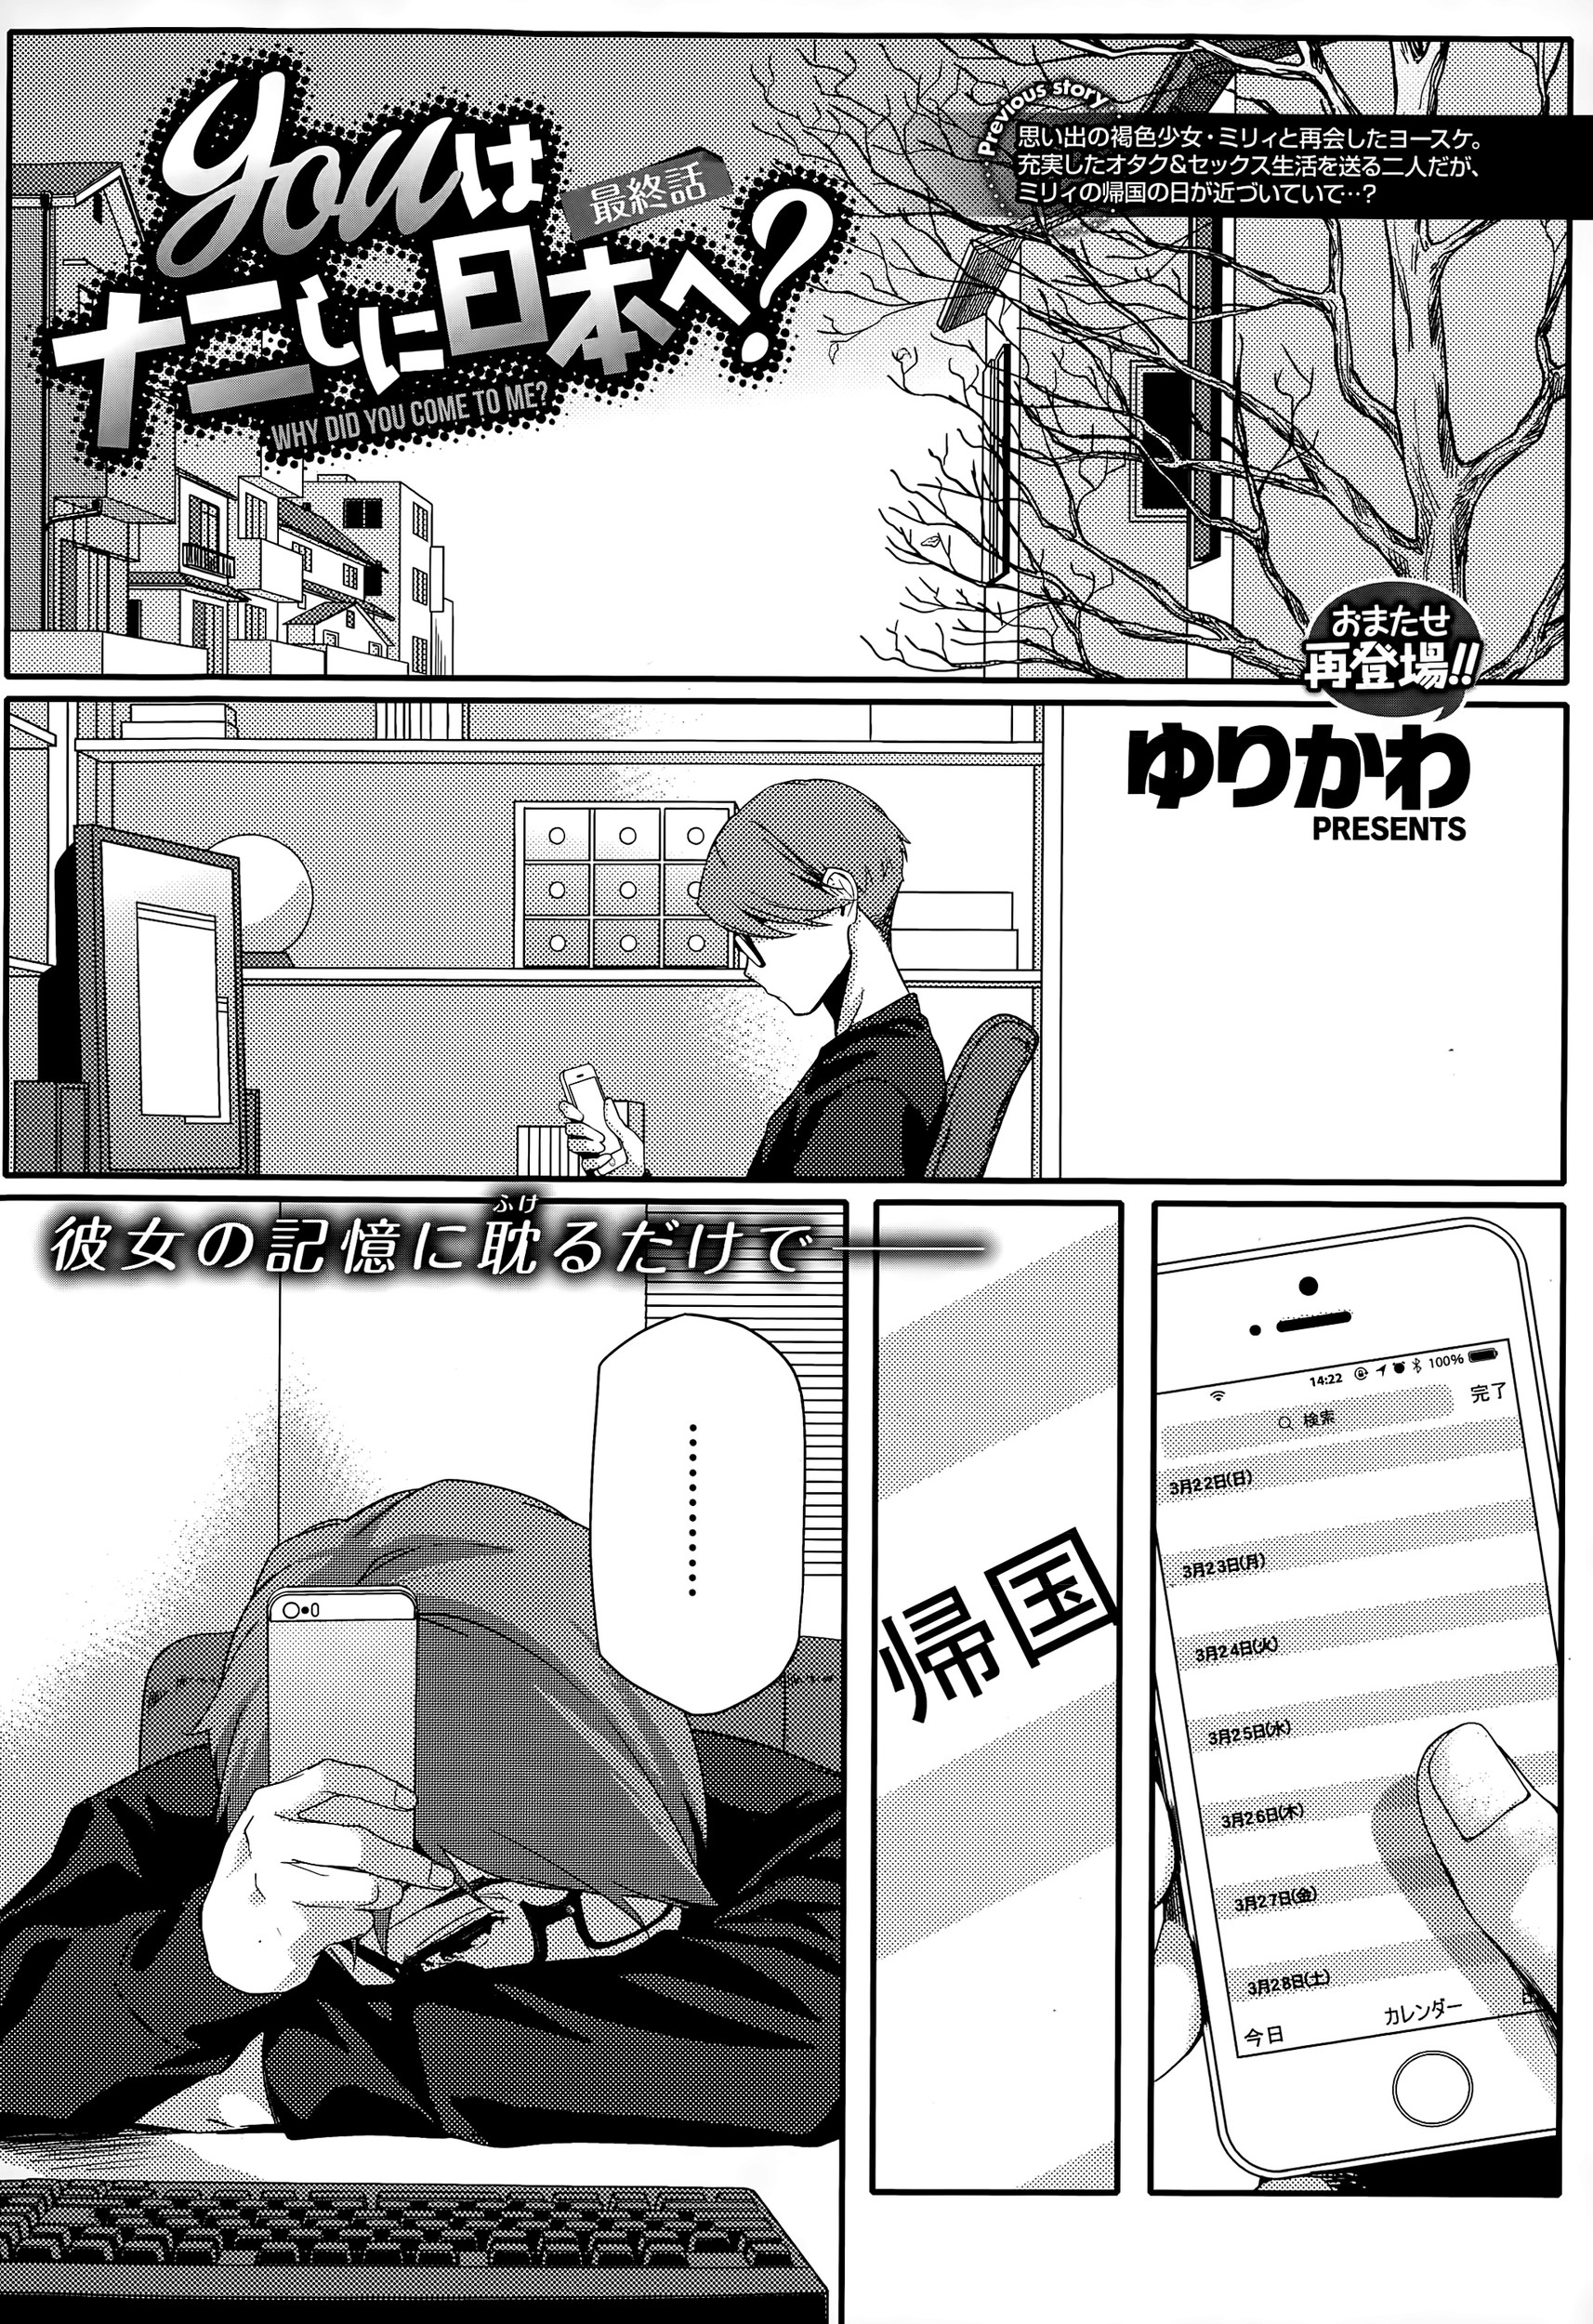 youは
ナニしに日本へ?
最終話
WHY DID YOU COME TO ME?
Previous story
思い出の褐色少女・ミリィと再会したヨースケ。
充実したオタク&セックス生活を送る二人だが、
ミリィの帰国の日が近づいていて…?
おまたせ
再登場!!
ゆりかわ
PRESENTS
14:22
100%
検索
完了
3月22日(日)
3月23日(月)
3月24日(火)
3月25日(水)
3月26日(木)
3月27日(金)
3月28日(土)
今日
カレンダー
帰国
ふけ
彼女の記憶に耽るだけで――
…………